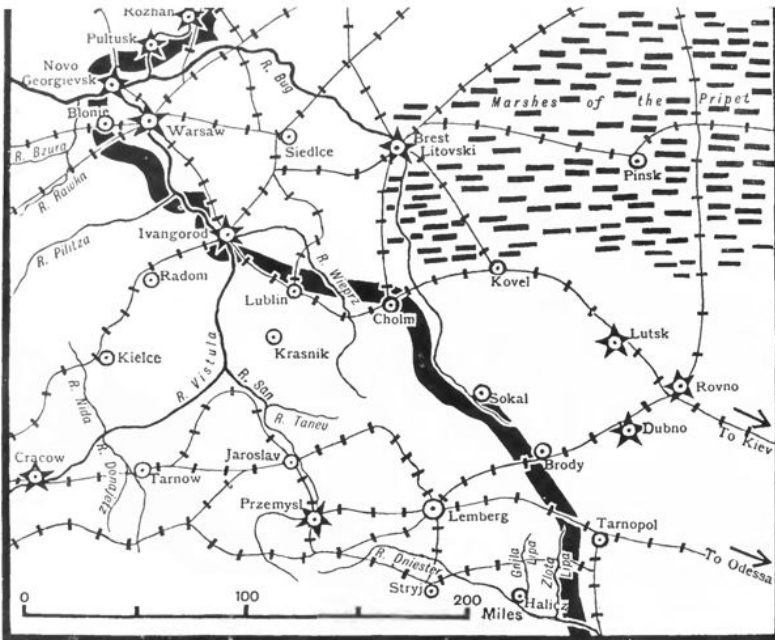 Rozhan
Pultusk
Novo
Georgievsk
Blonie
R. Bug
Marshes of the Pripet
Warsaw
R. Bzura
Siedlce
Brest
Litovski
Pinsk
R. Rawka
Ivangorod
R. Pilitza
Radom
R. Wieprz
Lublin
Kovel
Cholm
Lutsk
Krasnik
Kielce
R. Vistula
R. San
Rovno
R. Nida
Sokal
R. Tanev
To Kiev
Dubno
Cracow
R.
Jaroslav
Brody
Tarnow
Przemysl
Lemberg
Tarnopol
To Odessa
R. Dniester
Gnila
Lipa
Zlota
Lipa
Stryj
Halicz
0 100 200
Miles